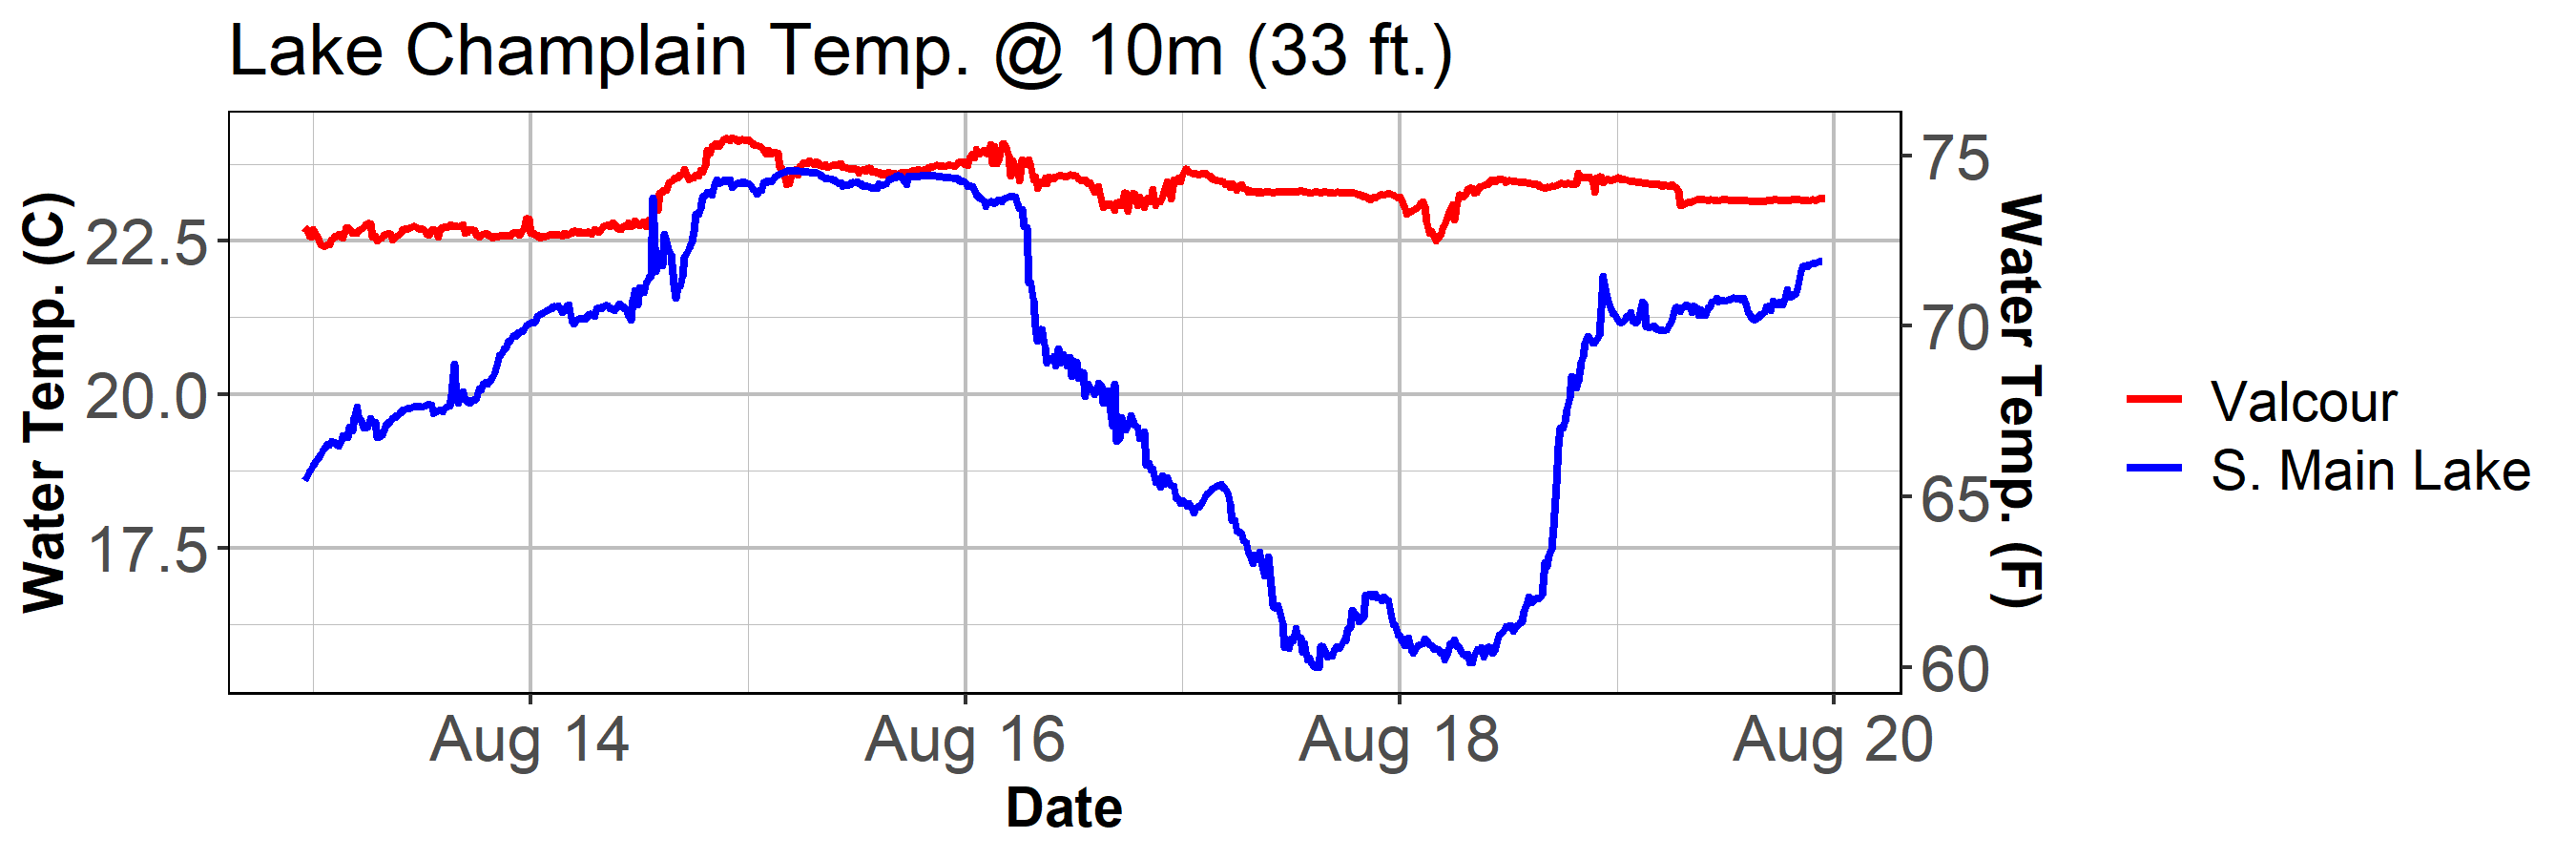 Lake Champlain Temp. @ 10m (33 ft.)
Water Temp. (C)
22.5
20.0
17.5
75
70
65
60
Water Temp. (F)
Aug 14
Aug 16
Aug 18
Aug 20
Date
Valcour
S. Main Lake